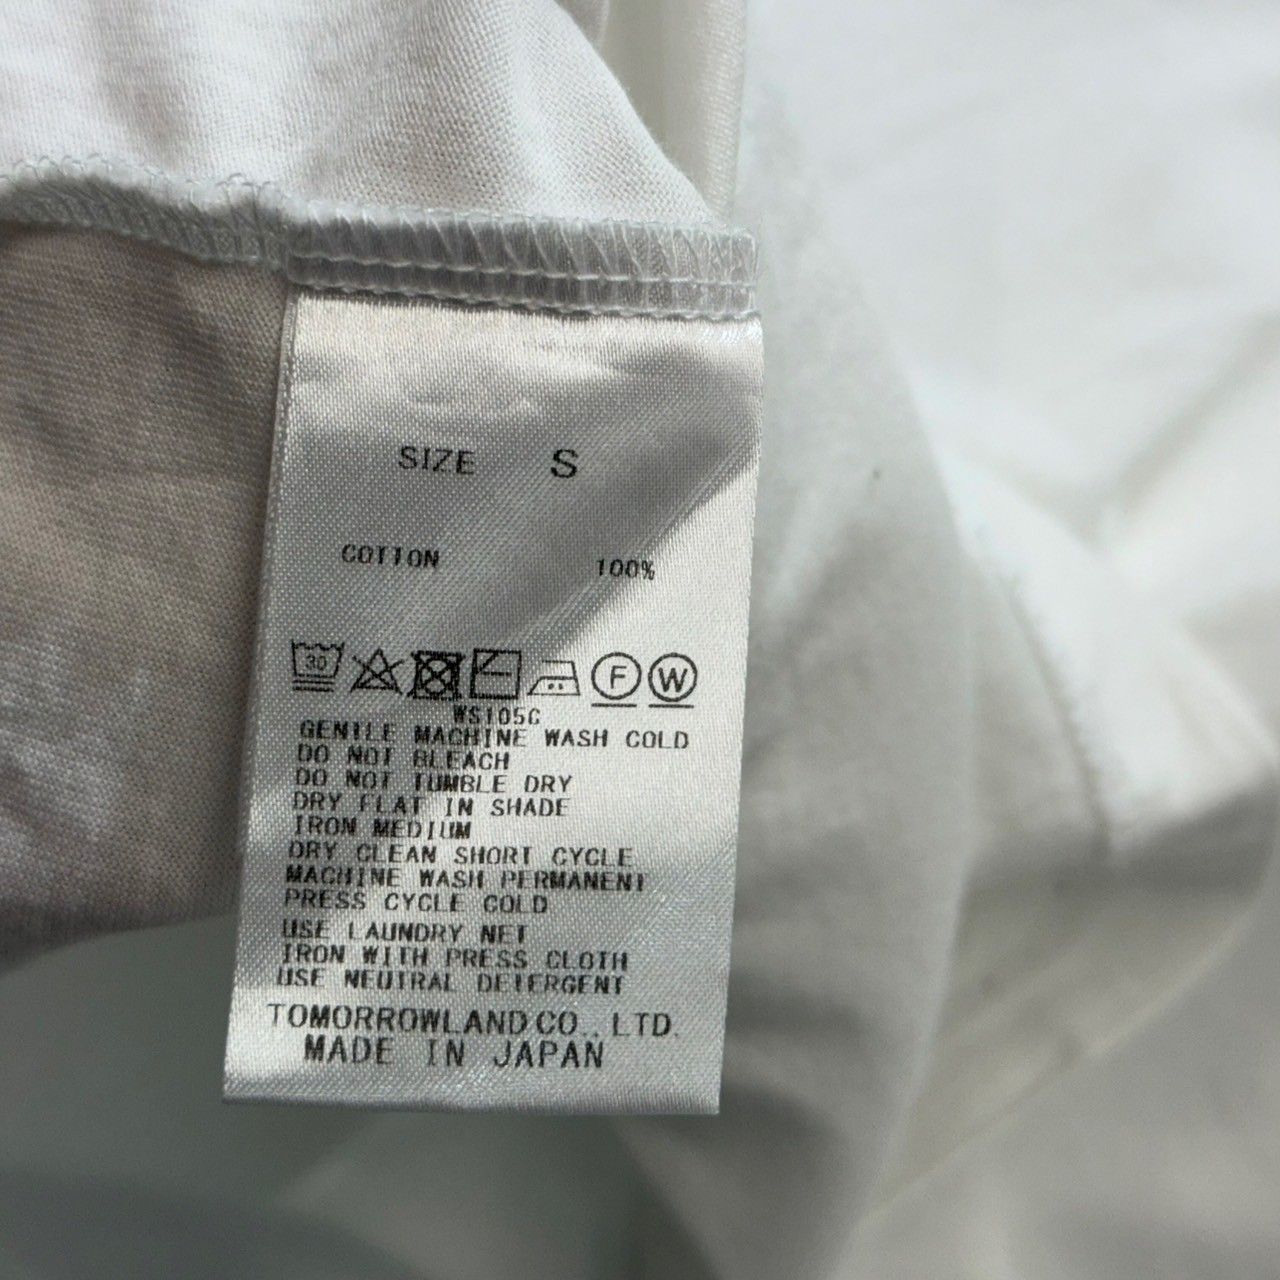 SIZE S
COTTON 100%
30 F W
WS105C
GENTLE MACHINE WASH COLD
DO NOT BLEACH
DO NOT TUMBLE DRY
DRY FLAT IN SHADE
IRON MEDIUM
DRY CLEAN SHORT CYCLE
MACHINE WASH PERMANENT
PRESS CYCLE COLD
USE LAUNDRY NET
IRON WITH PRESS CLOTH
USE NEUTRAL DETERGENT
TOMORROWLAND CO., LTD.
MADE IN JAPAN